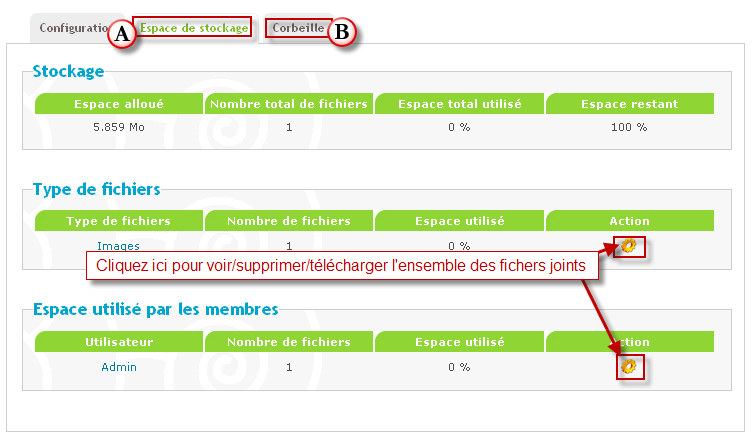 Configuration A Espace de stockage Corbeille B
Stockage
Espace alloué Nombre total de fichiers Espace total utilisé Espace restant
5.859 Mo 1 0 % 100 %
Type de fichiers
Type de fichiers Nombre de fichiers Espace utilisé Action
Images 1 0 %
Cliquez ici pour voir/supprimer/télécharger l'ensemble des fichers joints
Espace utilisé par les membres
Utilisateur Nombre de fichiers Espace utilisé Action
Admin 1 0 %